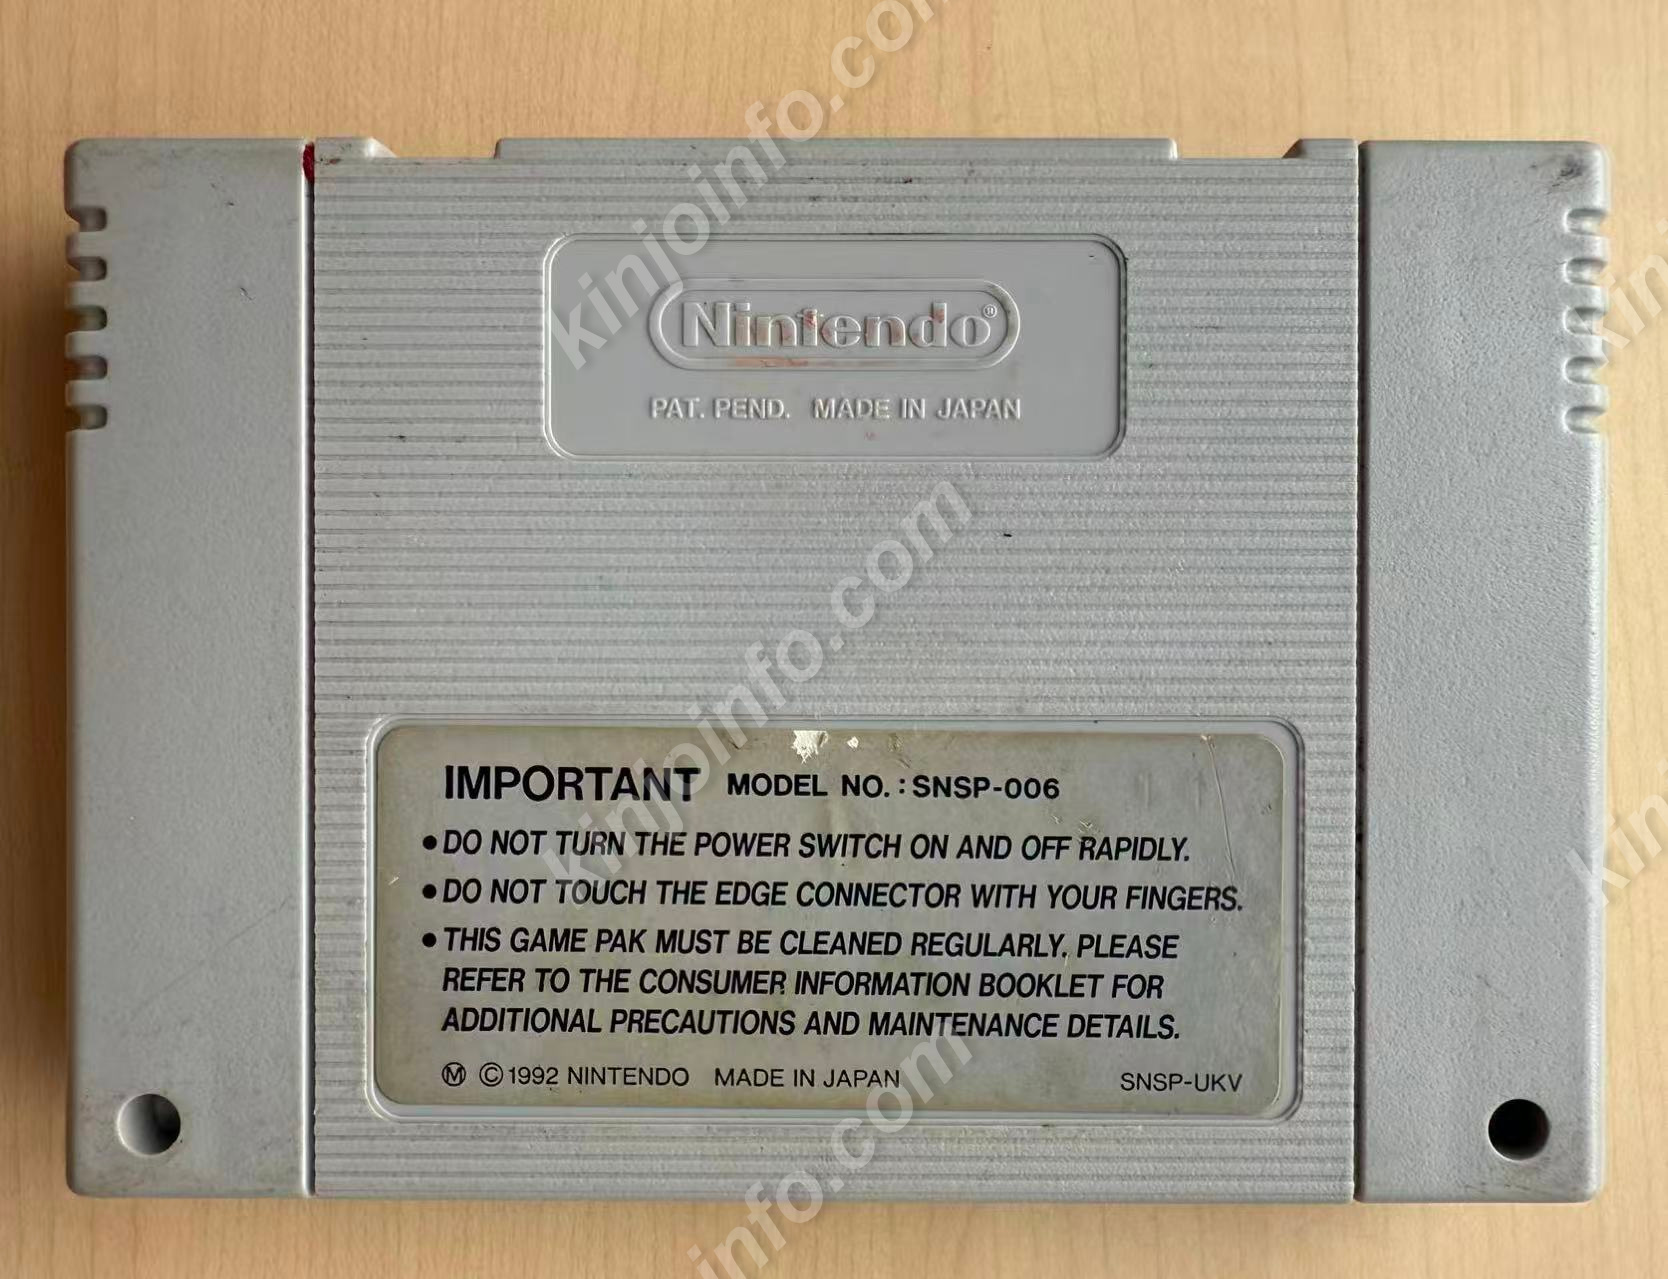 Nintendo®
PAT. PEND. MADE IN JAPAN
IMPORTANT MODEL NO. : SNSP-006
• DO NOT TURN THE POWER SWITCH ON AND OFF RAPIDLY.
• DO NOT TOUCH THE EDGE CONNECTOR WITH YOUR FINGERS.
• THIS GAME PAK MUST BE CLEANED REGULARLY. PLEASE
REFER TO THE CONSUMER INFORMATION BOOKLET FOR
ADDITIONAL PRECAUTIONS AND MAINTENANCE DETAILS.
Ⓜ ©1992 NINTENDO MADE IN JAPAN SNSP-UKV
kinjoinfo.com
kinjoinfo.com
kinjoinfo.com